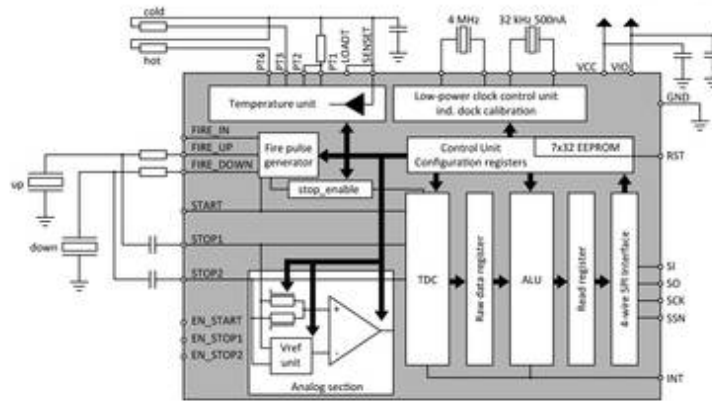 cold
4 MHz
32 kHz 500nA
hot
PT4
PT3
PT2
PT1
LOADT
SENSET
VCC
VIO
Temperature unit
Low-power clock control unit
ind. dock calibration
GND
FIRE_IN
FIRE_UP
FIRE_DOWN
Fire pulse
generator
Control Unit
Configuration registers
7x32 EEPROM
RST
up
stop_enable
START
STOP1
down
STOP2
TDC
Raw data register
ALU
Read register
4-wire SPI Interface
SI
SO
SCK
SSN
EN_START
EN_STOP1
EN_STOP2
+
-
Vref
unit
Analog section
INT